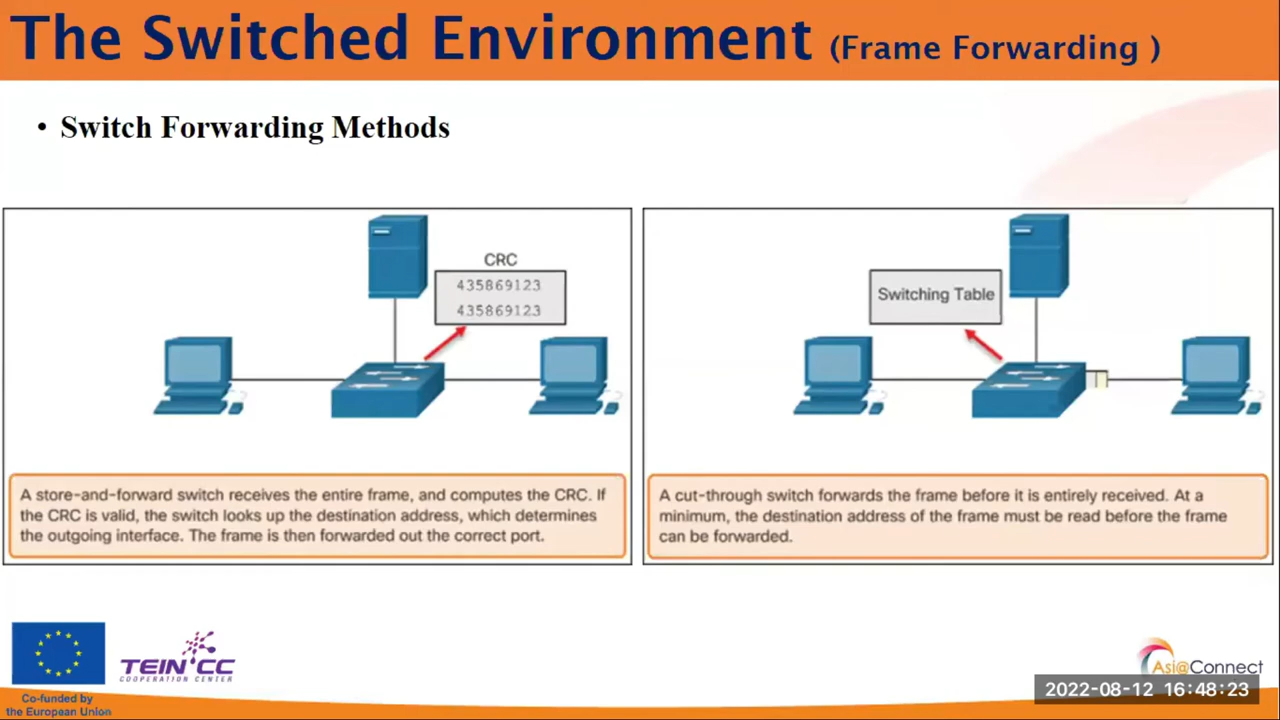 The Switched Environment (Frame Forwarding )
• Switch Forwarding Methods
CRC
435869123
435869123
A store-and-forward switch receives the entire frame, and computes the CRC. If
the CRC is valid, the switch looks up the destination address, which determines
the outgoing interface. The frame is then forwarded out the correct port.
Switching Table
A cut-through switch forwards the frame before it is entirely received. At a
minimum, the destination address of the frame must be read before the frame
can be forwarded.
TEIN*CC
COOPERATION CENTER
Co-funded by
the European Union
Asi@Connect
2022-08-12 16:48:23